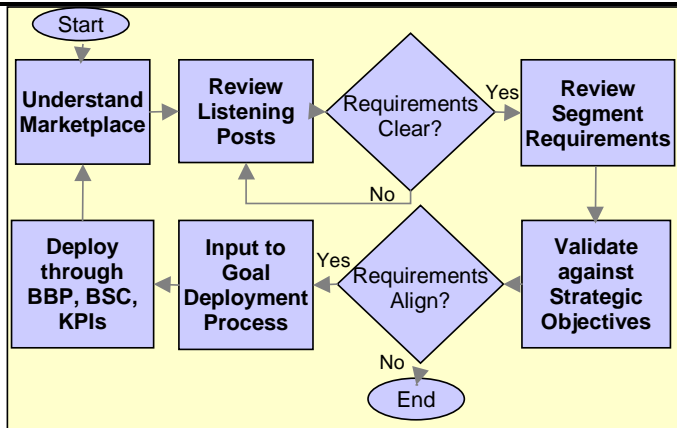 Start
Understand
Marketplace
Review
Listening
Posts
Requirements
Clear?
Yes
No
Review
Segment
Requirements
Validate
against
Strategic
Objectives
Requirements
Align?
Yes
No
Input to
Goal
Deployment
Process
Deploy
through
BBP, BSC,
KPIs
End